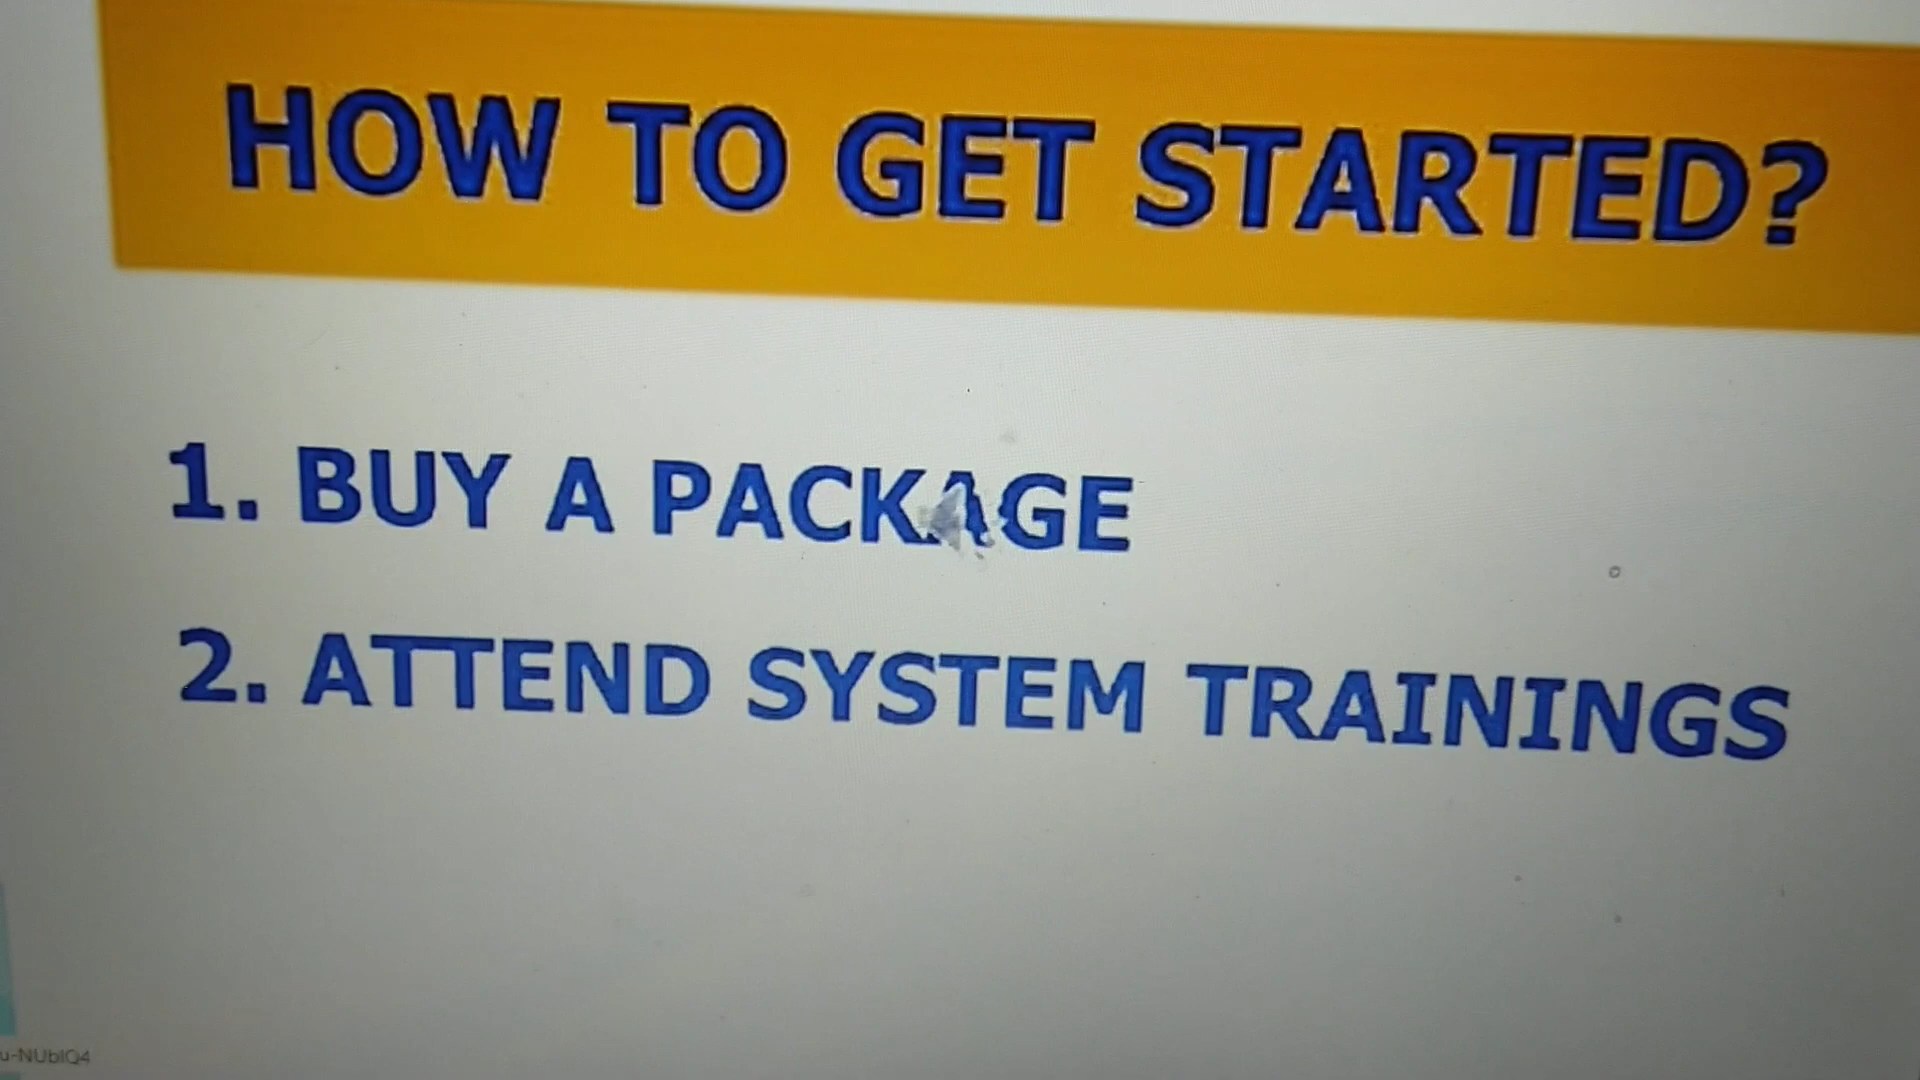 HOW TO GET STARTED?
1. BUY A PACKAGE
2. ATTEND SYSTEM TRAININGS
u-NUbIQ4